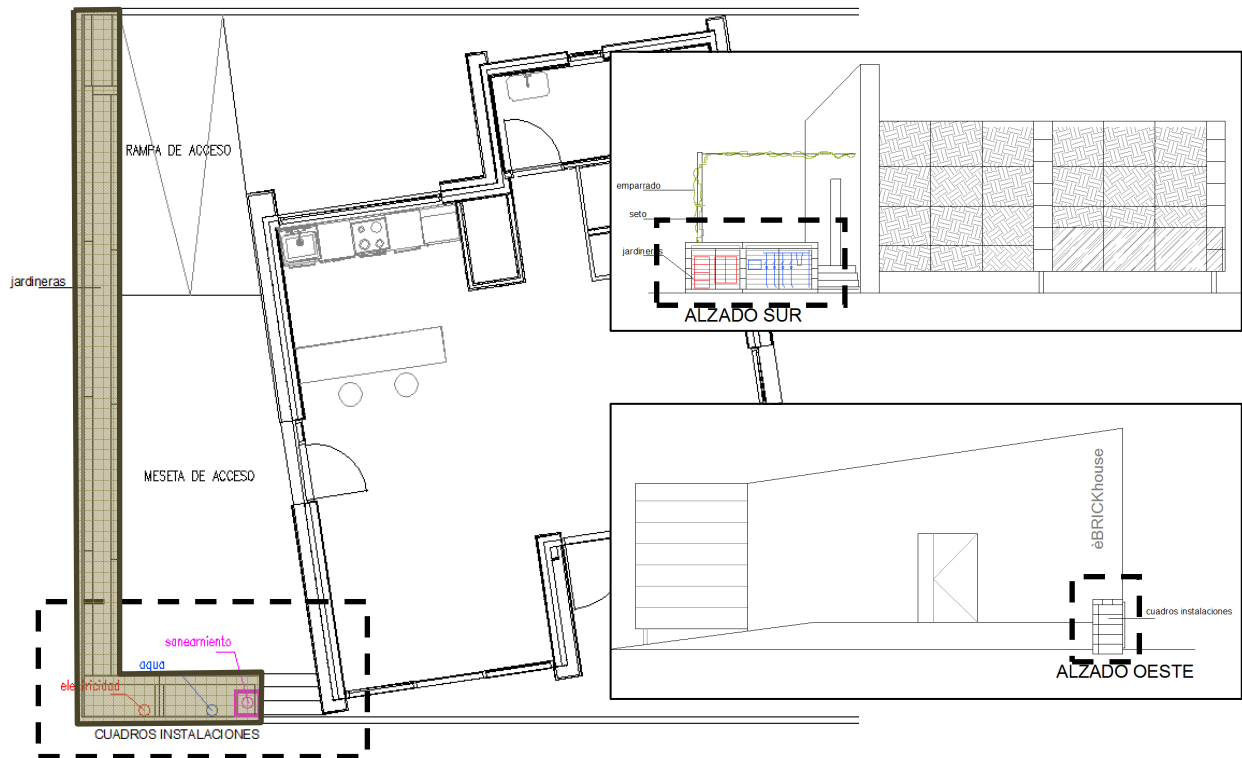 RAMPA DE ACCESO
jardineras
MESETA DE ACCESO
saneamiento
agua
electricidad
CUADROS INSTALACIONES
emparrado
seto
jardineras
ALZADO SUR
èBRICKhouse
cuadros instalaciones
ALZADO OESTE